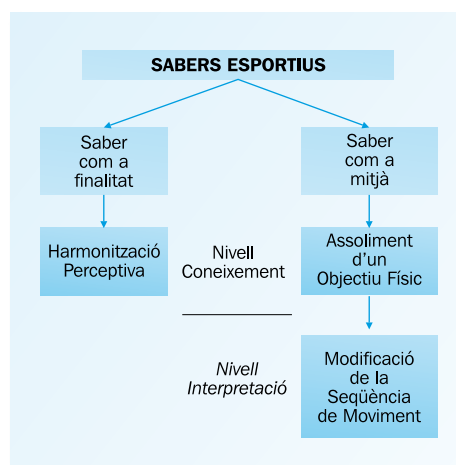 SABERS ESPORTIUS
Saber
com a
finalitat
Saber
com a
mitjà
Harmonització
Perceptiva
Nivell
Coneixement
Assoliment
d'un
Objectiu Físic
Nivell
Interpretació
Modificació
de la
Seqüència
de Moviment